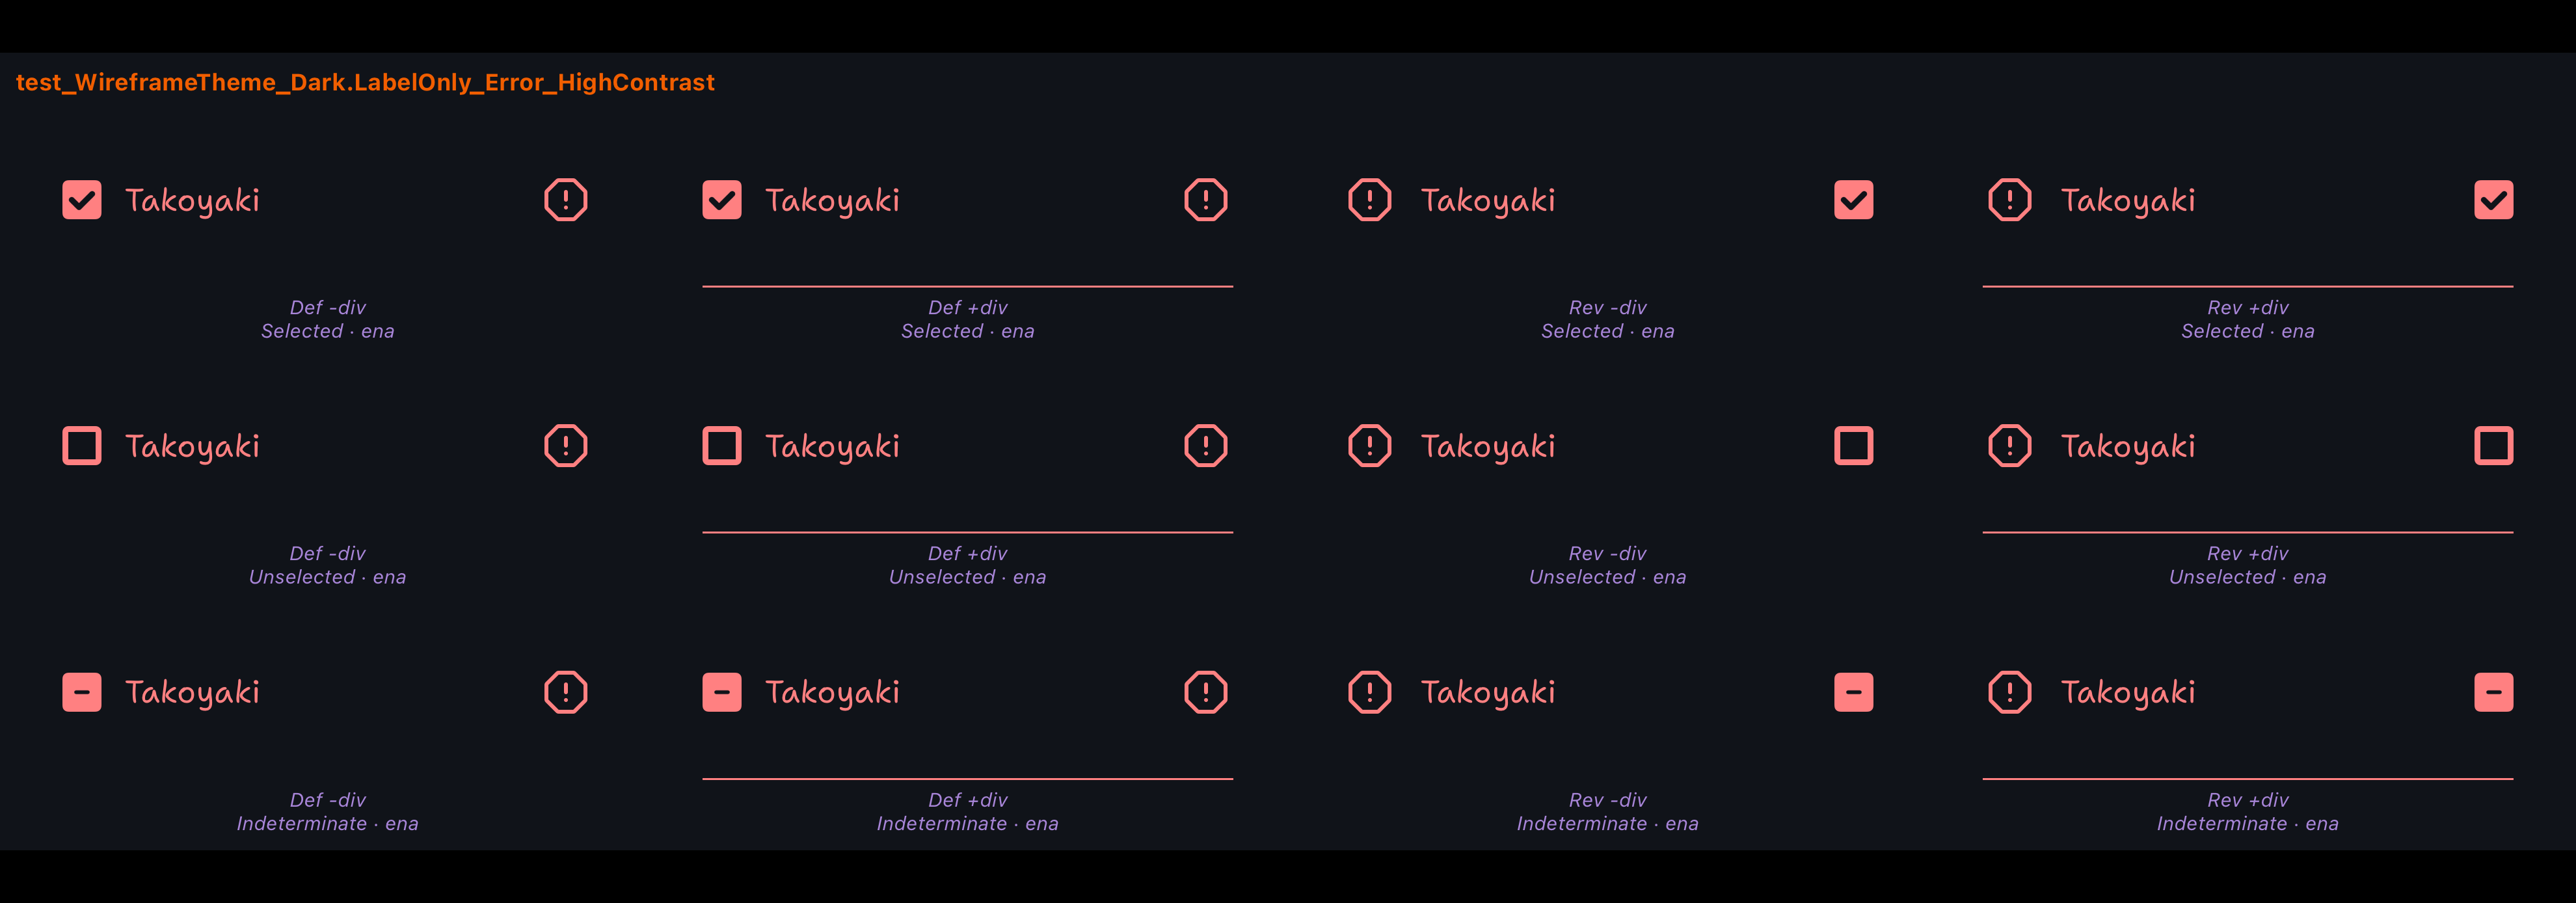 test_WireframeTheme_Dark.LabelOnly_Error_HighContrast
Takoyaki
Takoyaki
Takoyaki
Takoyaki
Def -div
Selected · ena
Def +div
Selected · ena
Rev -div
Selected · ena
Rev +div
Selected · ena
Takoyaki
Takoyaki
Takoyaki
Takoyaki
Def -div
Unselected · ena
Def +div
Unselected · ena
Rev -div
Unselected · ena
Rev +div
Unselected · ena
Takoyaki
Takoyaki
Takoyaki
Takoyaki
Def -div
Indeterminate · ena
Def +div
Indeterminate · ena
Rev -div
Indeterminate · ena
Rev +div
Indeterminate · ena